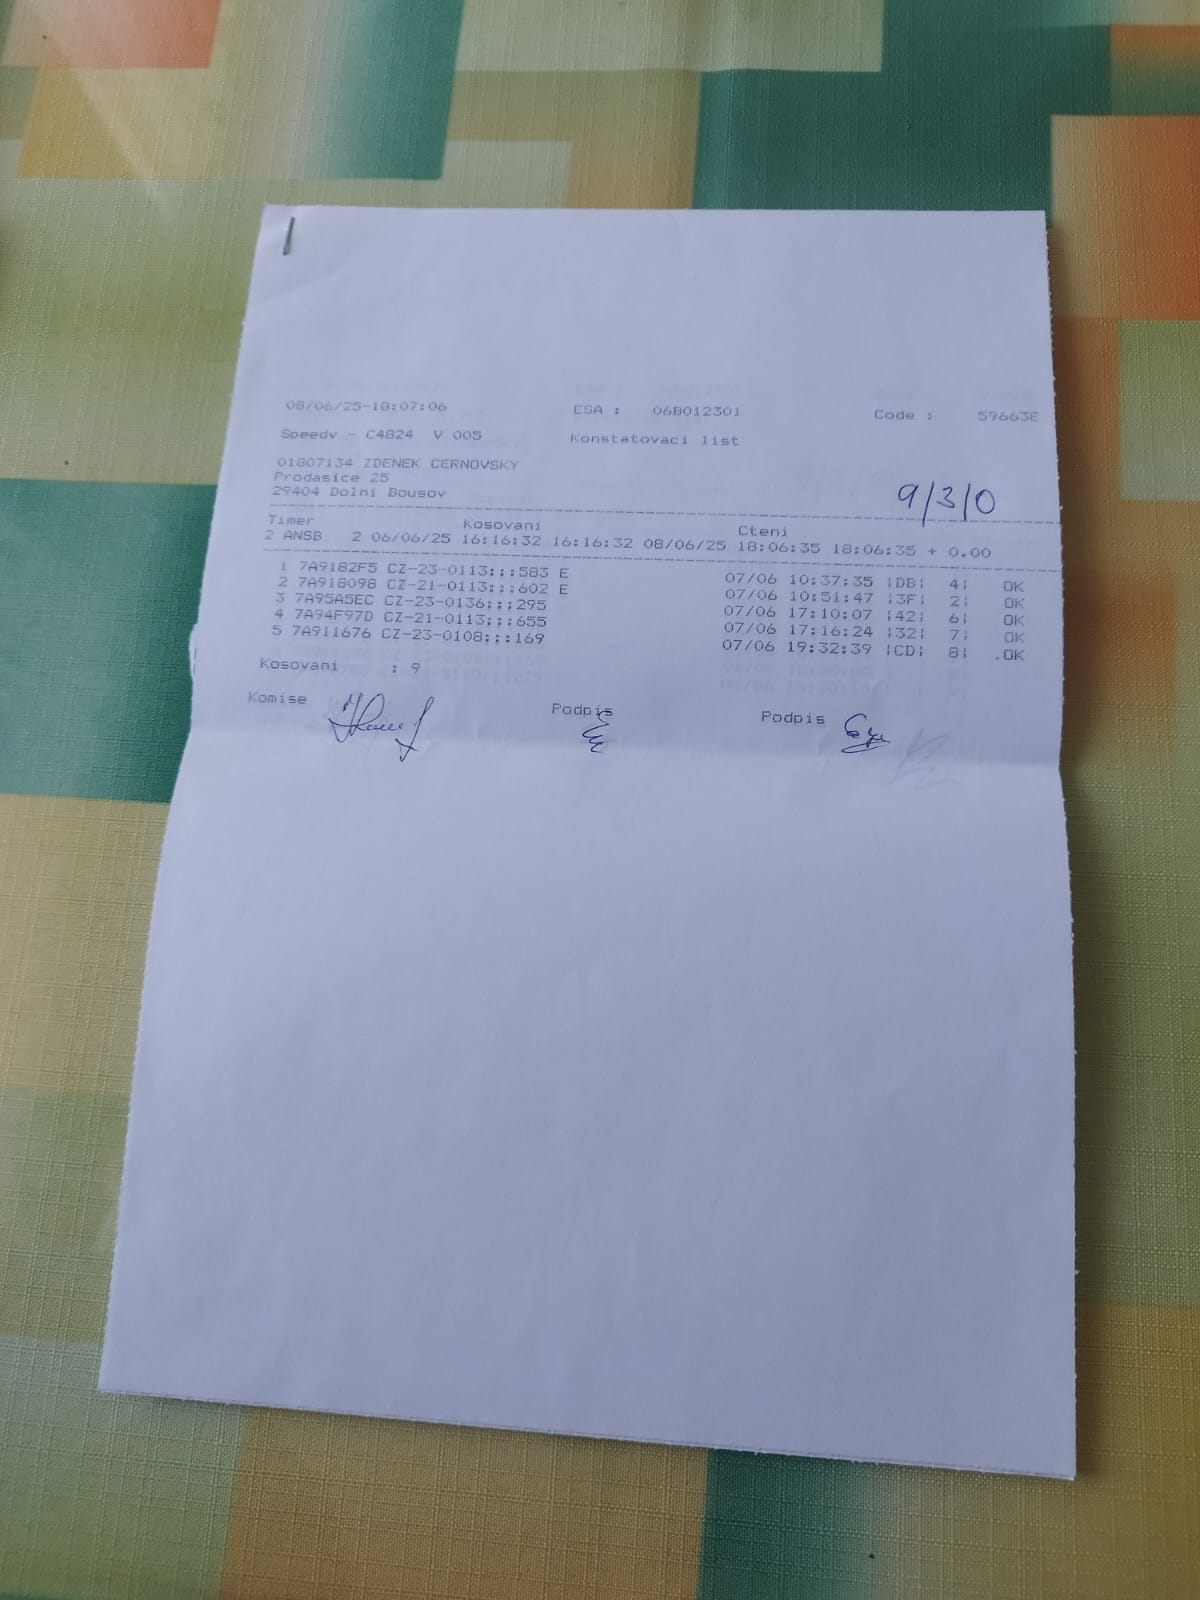 08/06/25-18:07:06 ESA : 06B012301 Code : 59663E
Speedy - C4824 V 005 Konstatovaci list
01807134 ZDENEK CERNOVSKY
Prodasice 25
29404 Dolni Bousov
9/3/0
Timer Kosovani Cteni
2 ANSB 2 06/06/25 16:16:32 16:16:32 08/06/25 18:06:35 18:06:35 + 0.00
1 7A9182F5 CZ-23-0113:::583 E 07/06 10:37:35 |DB| 4| OK
2 7A918098 CZ-21-0113:::602 E 07/06 10:51:47 |3F| 2| OK
3 7A95A5EC CZ-23-0136;;;295 07/06 17:10:07 |42| 6| OK
4 7A94F97D CZ-21-0113;;;655 07/06 17:16:24 |32| 7| OK
5 7A911676 CZ-23-0108;;;169 07/06 19:32:39 |CD| 8| .OK
Kosovani : 9
Komise Podpis Podpis